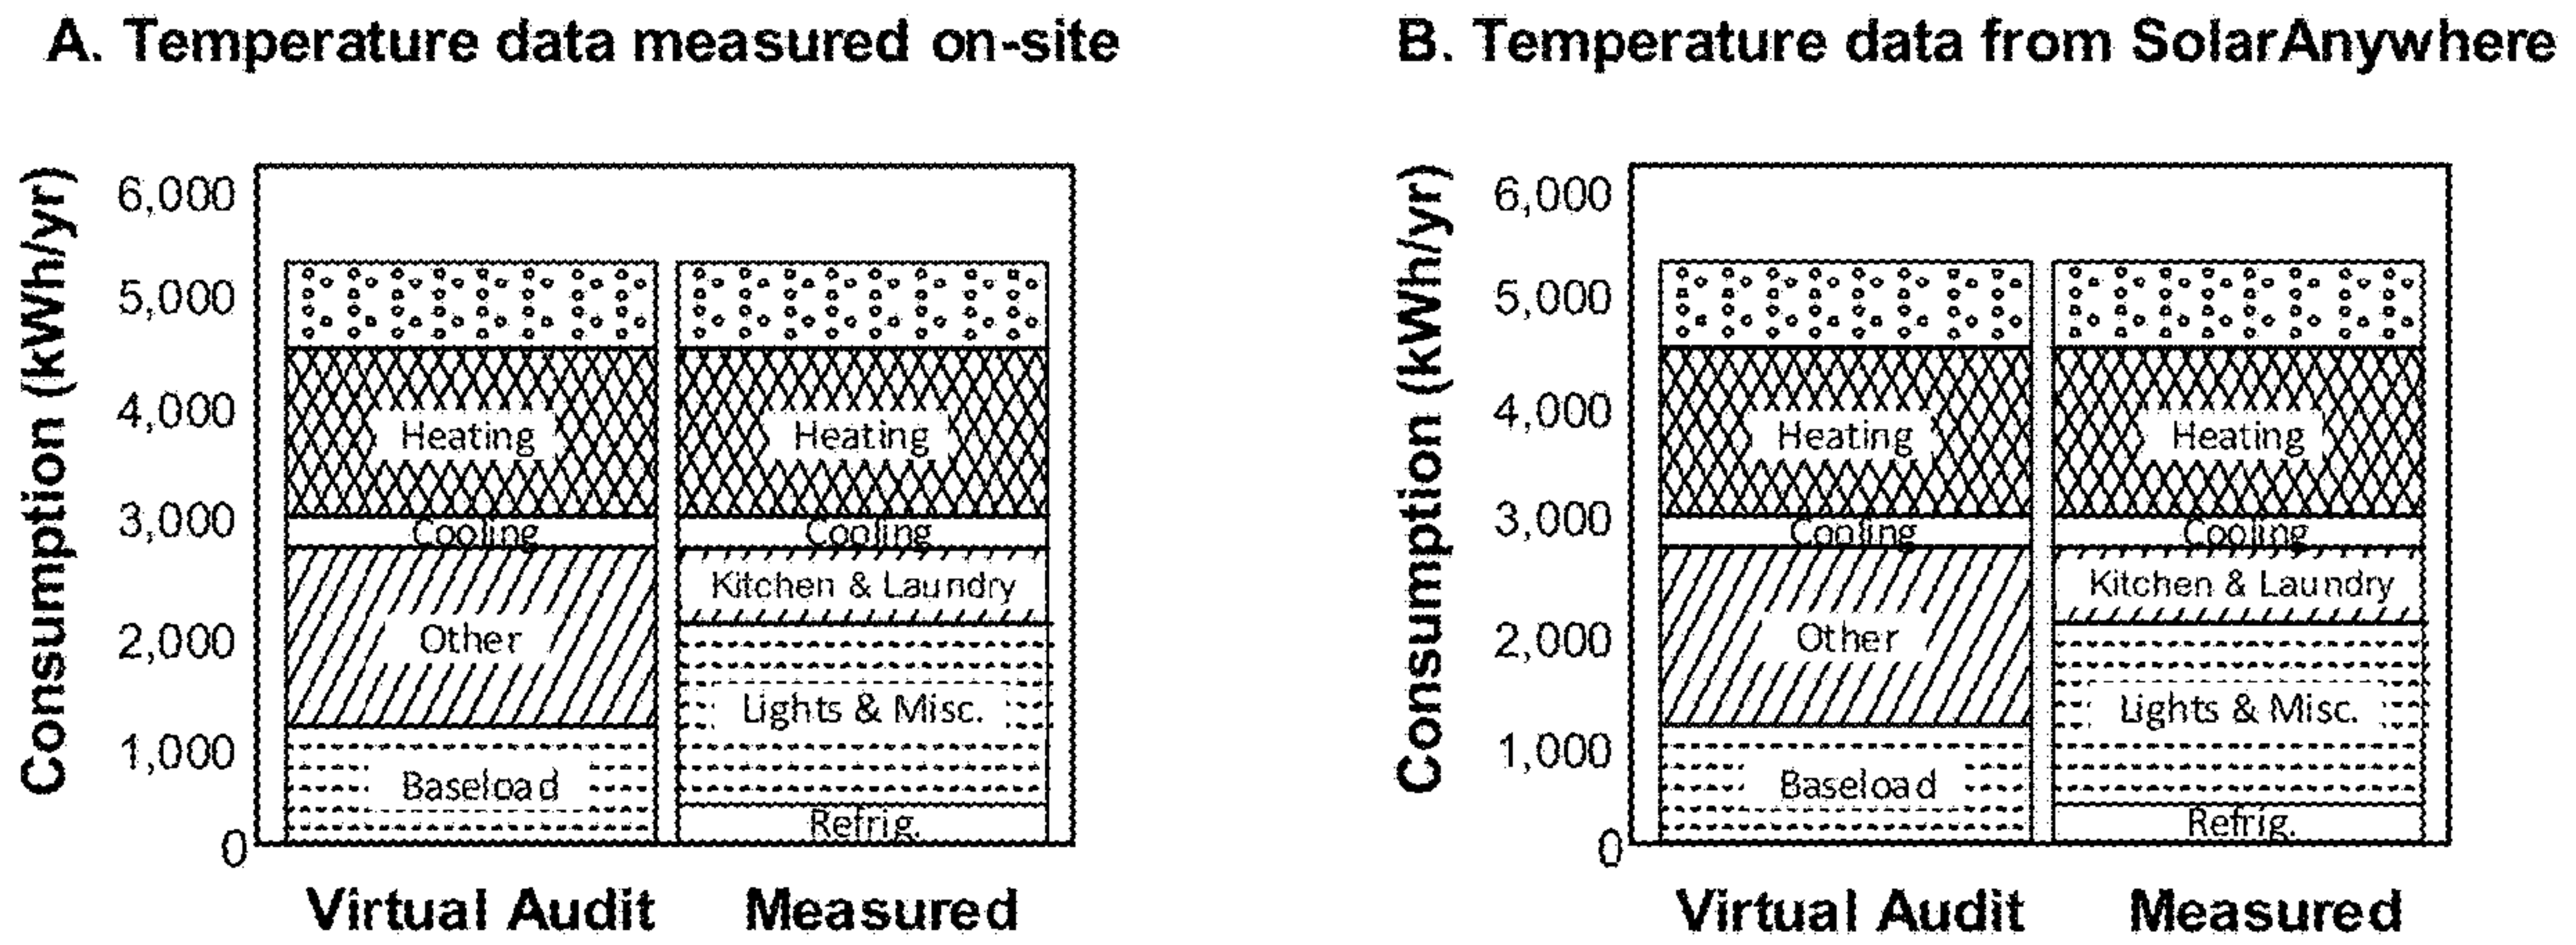 A. Temperature data measured on-site
Consumption (kWh/yr)
6,000
5,000
4,000
3,000
2,000
1,000
0
Heating
Cooling
Other
Baseload
Heating
Cooling
Kitchen & Laundry
Lights & Misc.
Refrig.
Virtual Audit
Measured
B. Temperature data from SolarAnywhere
Consumption (kWh/yr)
6,000
5,000
4,000
3,000
2,000
1,000
0
Heating
Cooling
Other
Baseload
Heating
Cooling
Kitchen & Laundry
Lights & Misc.
Refrig.
Virtual Audit
Measured